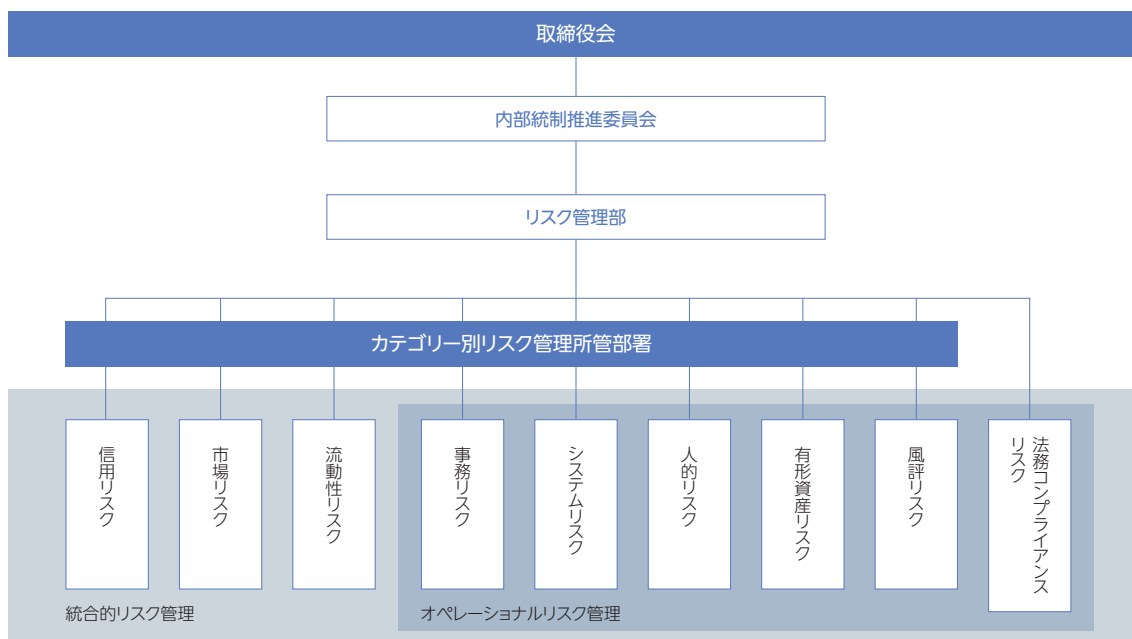 取締役会
内部統制推進委員会
リスク管理部
カテゴリー別リスク管理所管部署
信用リスク
市場リスク
流動性リスク
事務リスク
システムリスク
人的リスク
有形資産リスク
風評リスク
法務コンプライアンス
リスク
統合的リスク管理
オペレーショナルリスク管理